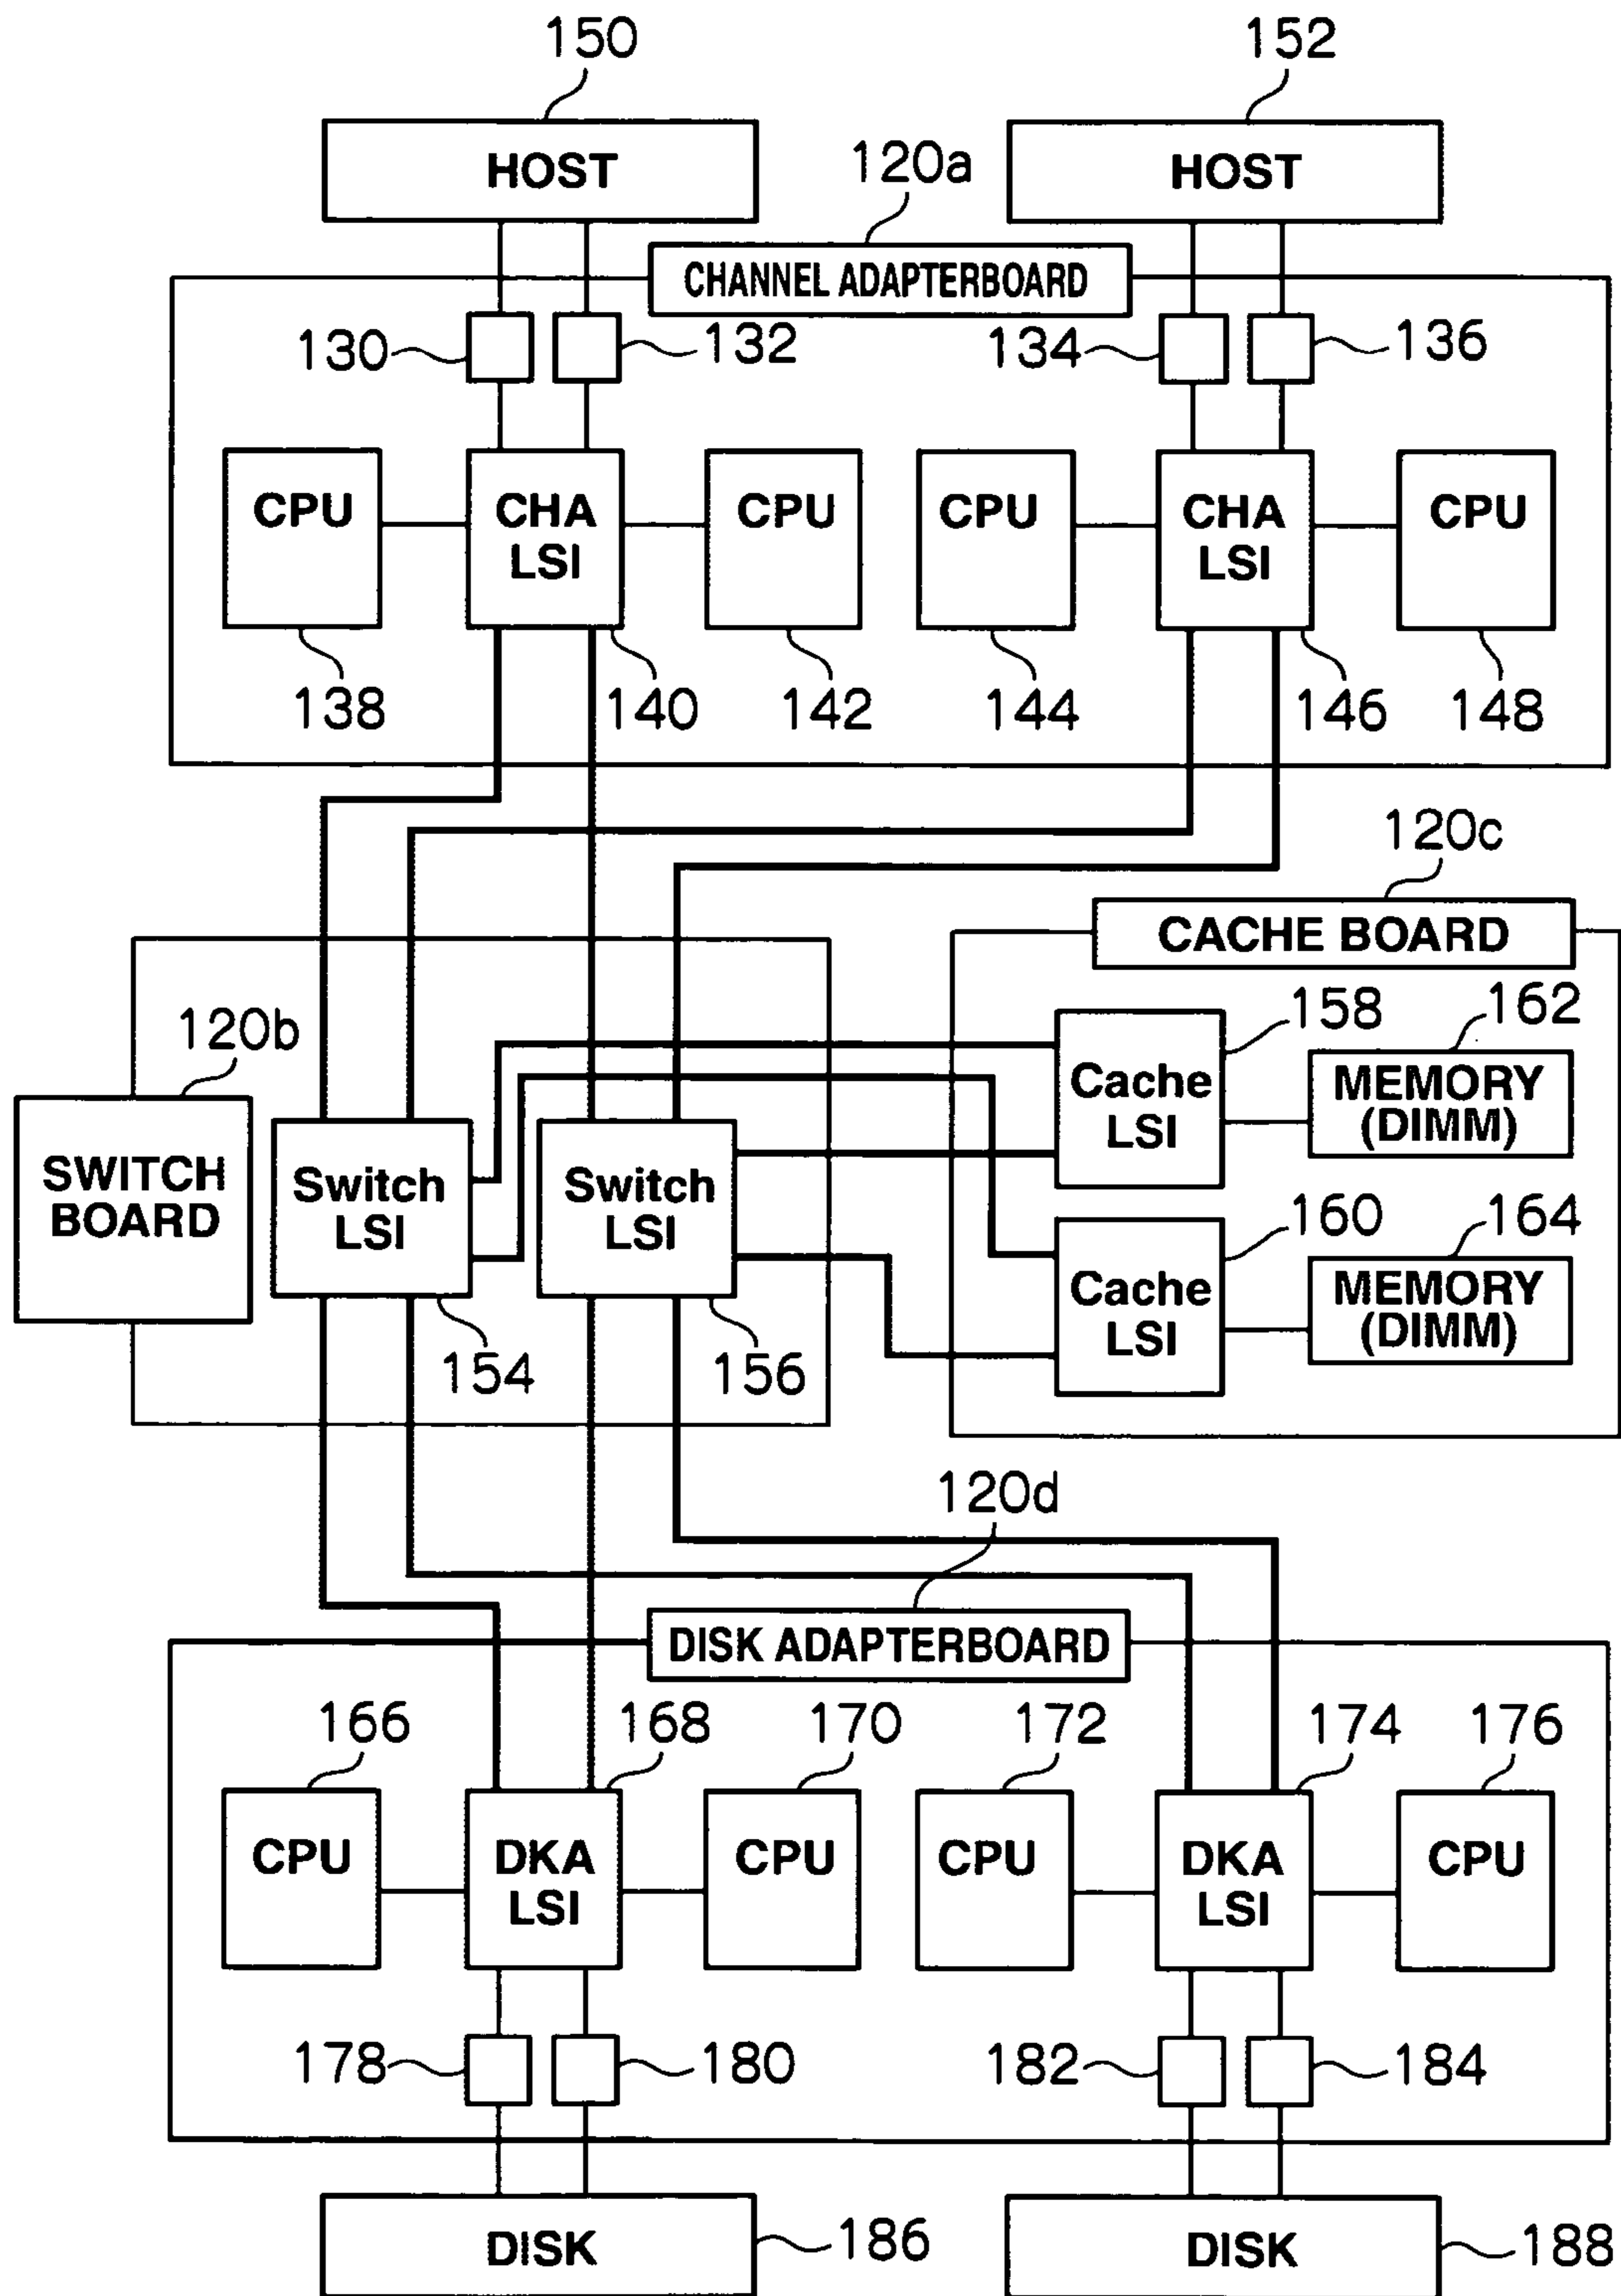 150
152
HOST
120a
HOST
CHANNEL ADAPTERBOARD
130
132
134
136
CPU
CHA
LSI
CPU
CPU
CHA
LSI
CPU
138
140
142
144
146
148
120c
CACHE BOARD
120b
158
162
Cache
LSI
MEMORY
(DIMM)
SWITCH
BOARD
Switch
LSI
Switch
LSI
160
164
Cache
LSI
MEMORY
(DIMM)
154
156
120d
DISK ADAPTERBOARD
166
168
170
172
174
176
CPU
DKA
LSI
CPU
CPU
DKA
LSI
CPU
178
180
182
184
DISK
186
DISK
188